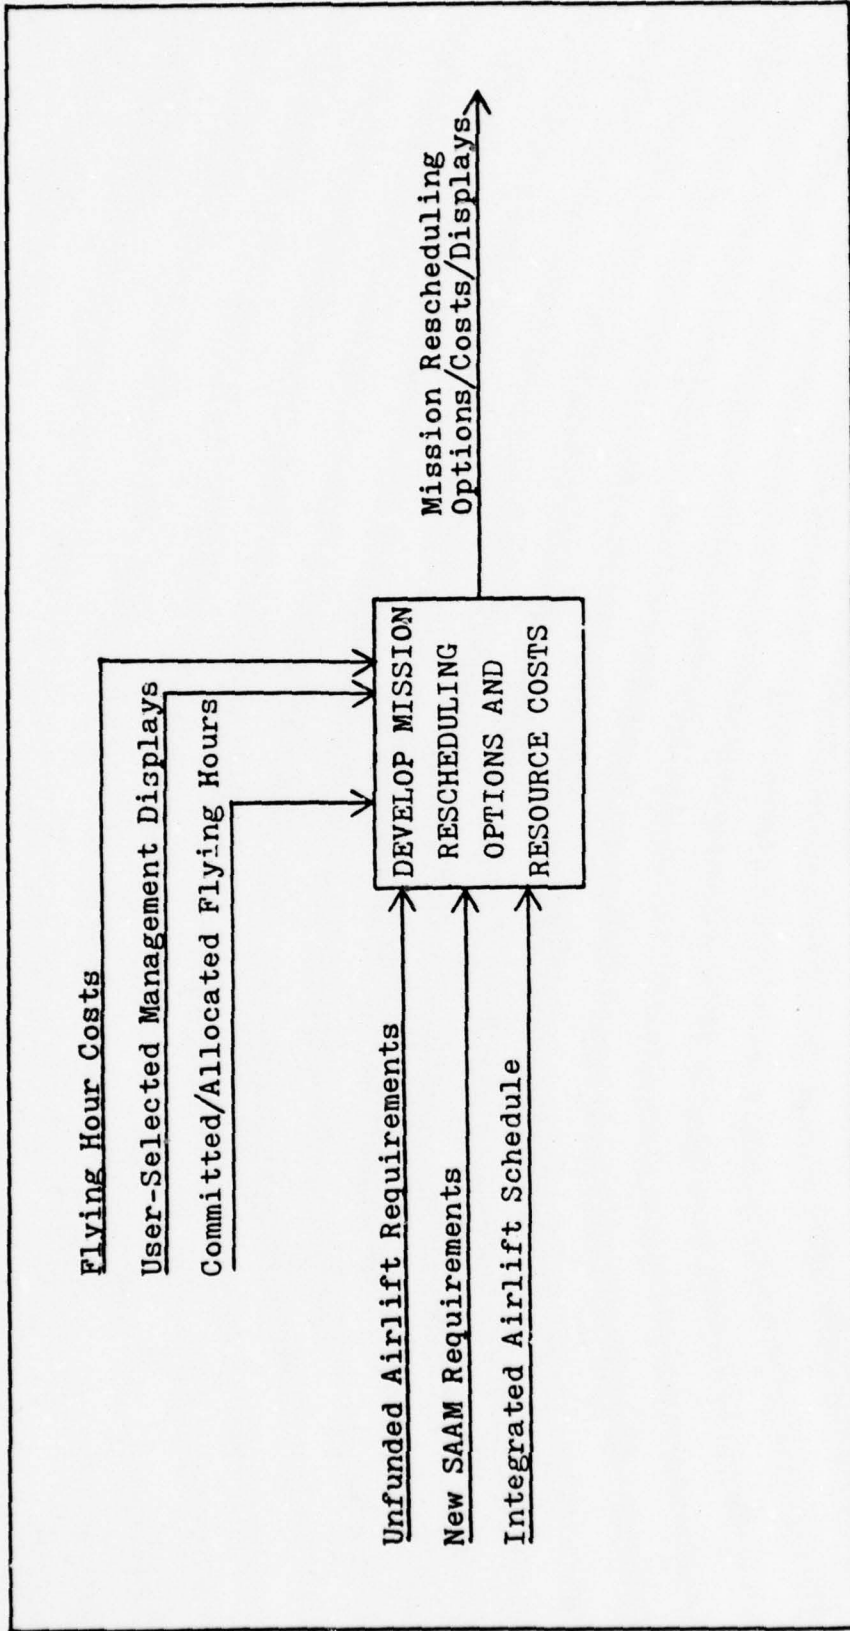 Flying Hour Costs
User-Selected Management Displays
Committed/Allocated Flying Hours
Unfunded Airlift Requirements
New SAAM Requirements
Integrated Airlift Schedule
DEVELOP MISSION
RESCHEDULING
OPTIONS AND
RESOURCE COSTS
Mission Rescheduling
Options/Costs/Displays